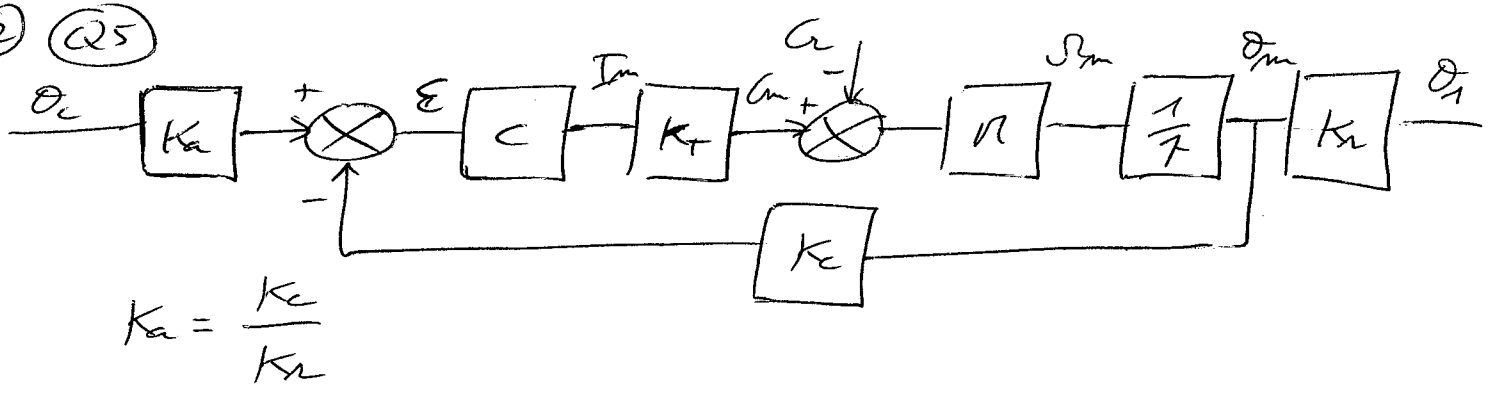 Q5
θc Ka + - ε C Im KT Cm + Cr - M Ωm 1/p θm Kr θ1
Kc
Ka = Kc/Kr